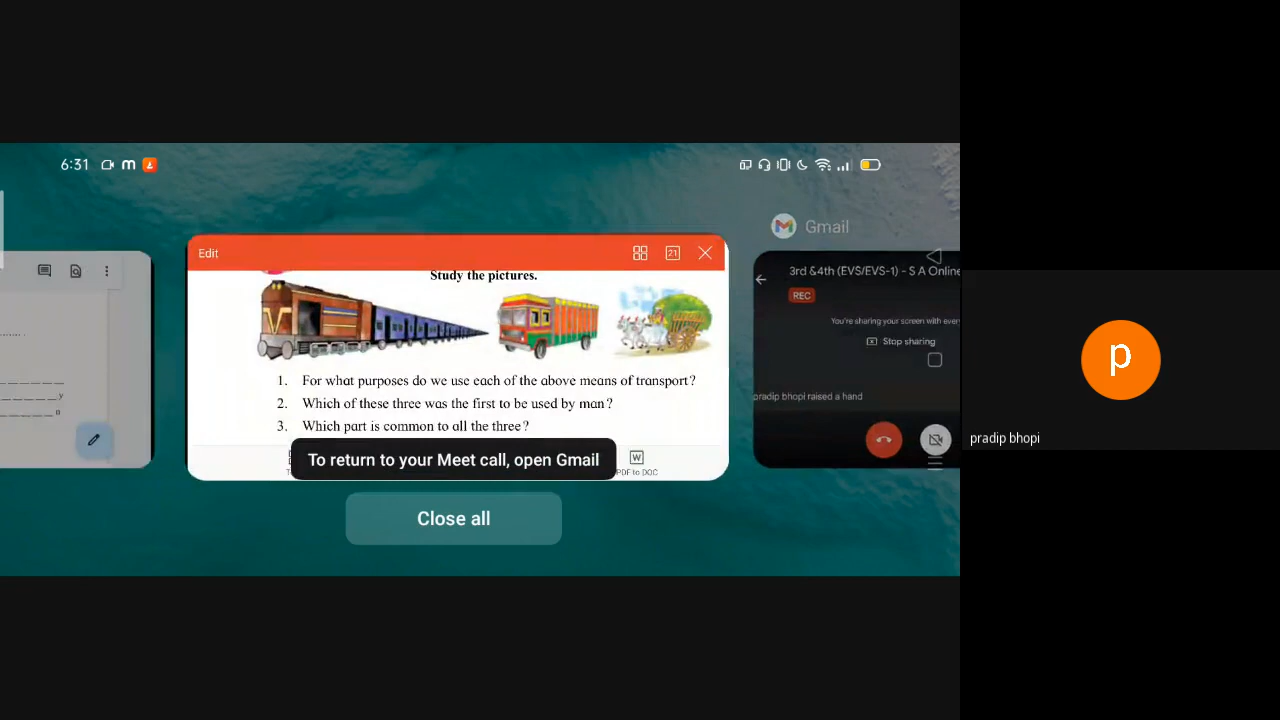 6:31
Gmail
Edit
21
Study the pictures.
1. For what purposes do we use each of the above means of transport?
2. Which of these three was the first to be used by man?
3. Which part is common to all the three?
To return to your Meet call, open Gmail
PDF to DOC
Close all
3rd &4th (EVS/EVS-1) - S A Online
REC
You're sharing your screen with ever
Stop sharing
pradip bhopi raised a hand
p
pradip bhopi